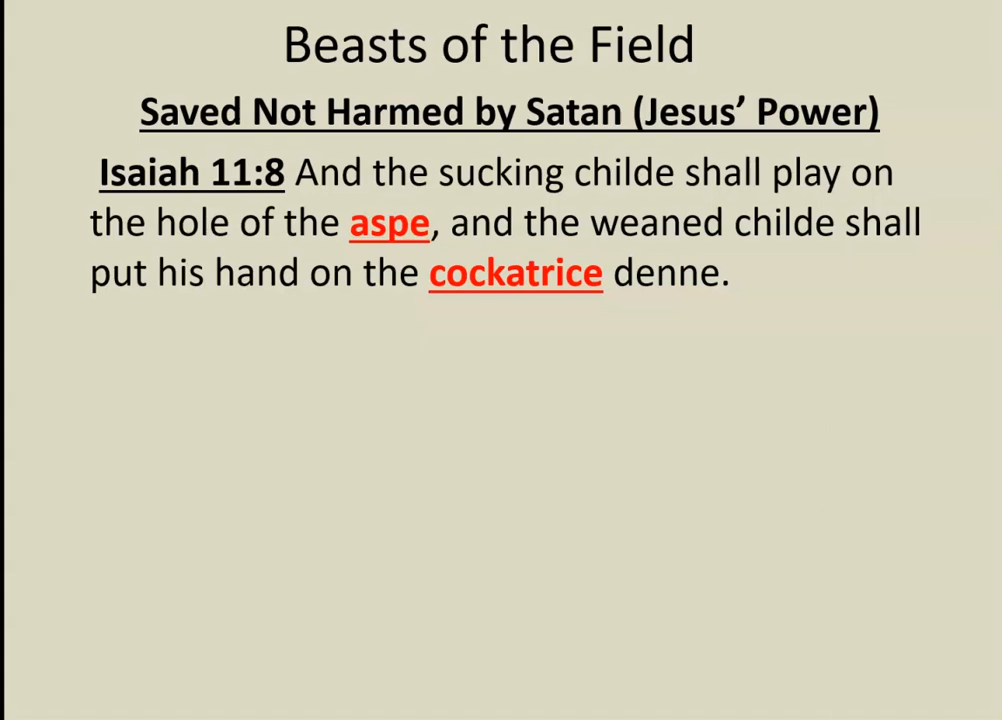 Beasts of the Field
Saved Not Harmed by Satan (Jesus’ Power)
Isaiah 11:8 And the sucking childe shall play on
the hole of the aspe, and the weaned childe shall
put his hand on the cockatrice denne.